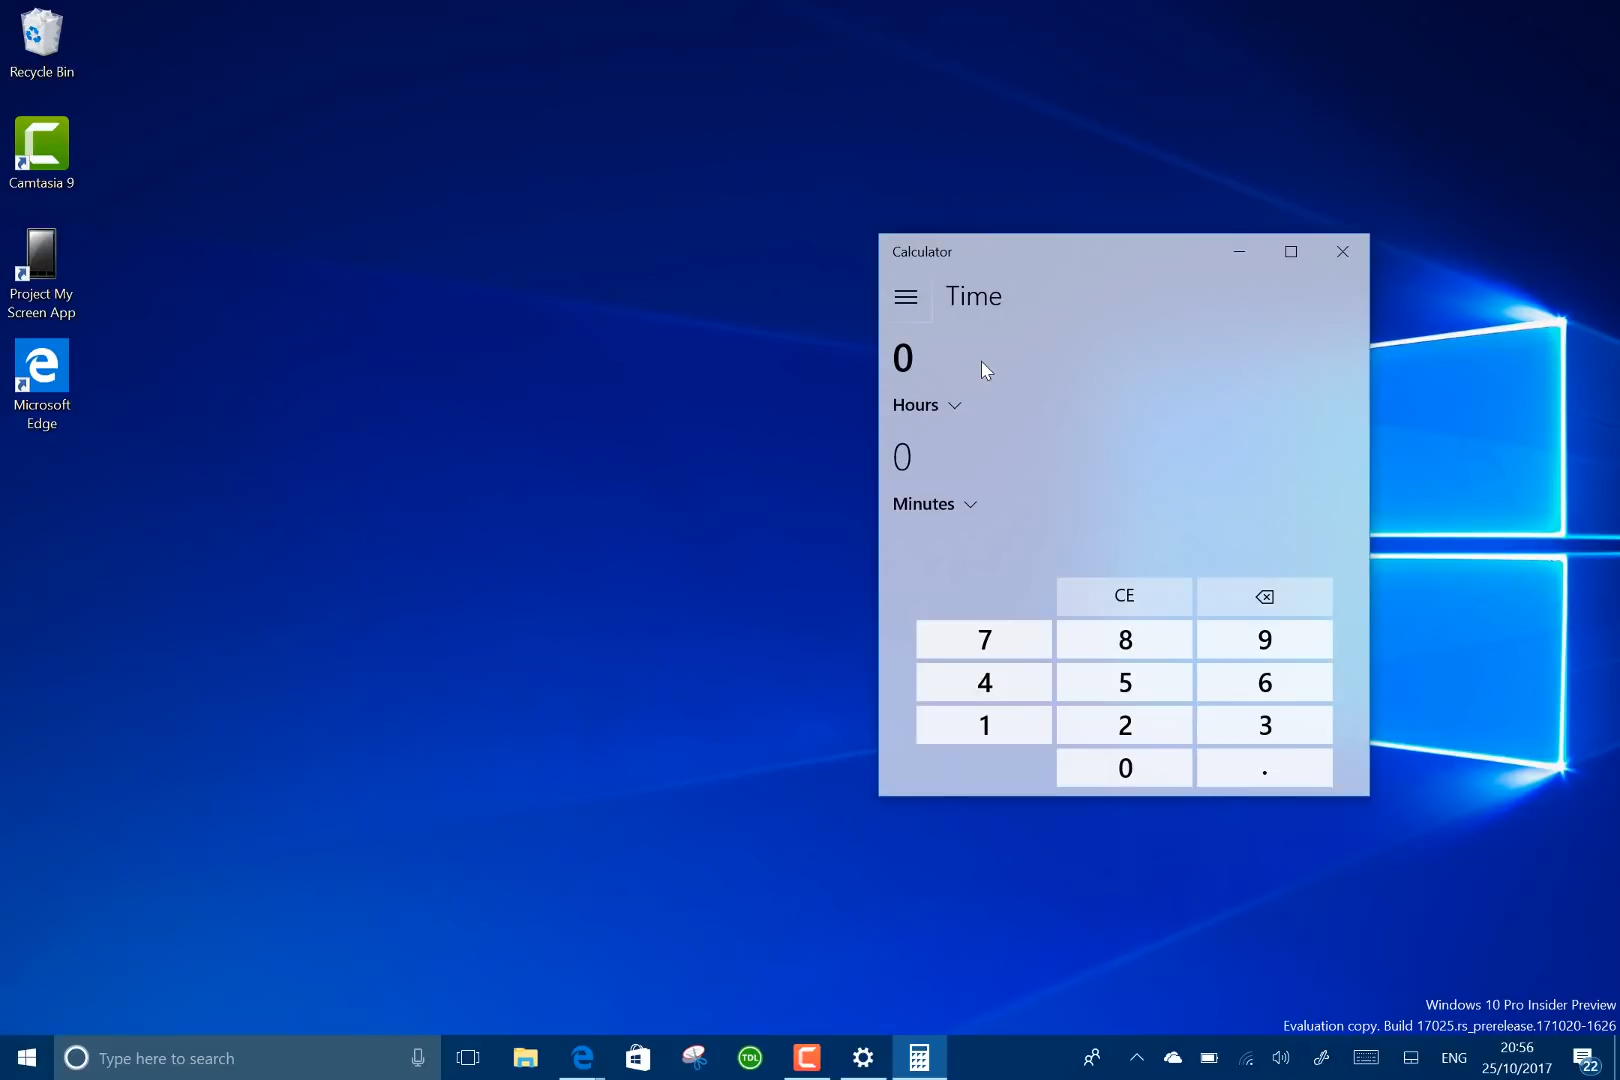 Recycle Bin
Camtasia 9
Project My
Screen App
Microsoft
Edge
Calculator
Time
0
Hours
0
Minutes
CE
7 8 9
4 5 6
1 2 3
0 .
Windows 10 Pro Insider Preview
Evaluation copy. Build 17025.rs_prerelease.171020-1626
Type here to search
TDL
ENG
20:56
25/10/2017
22